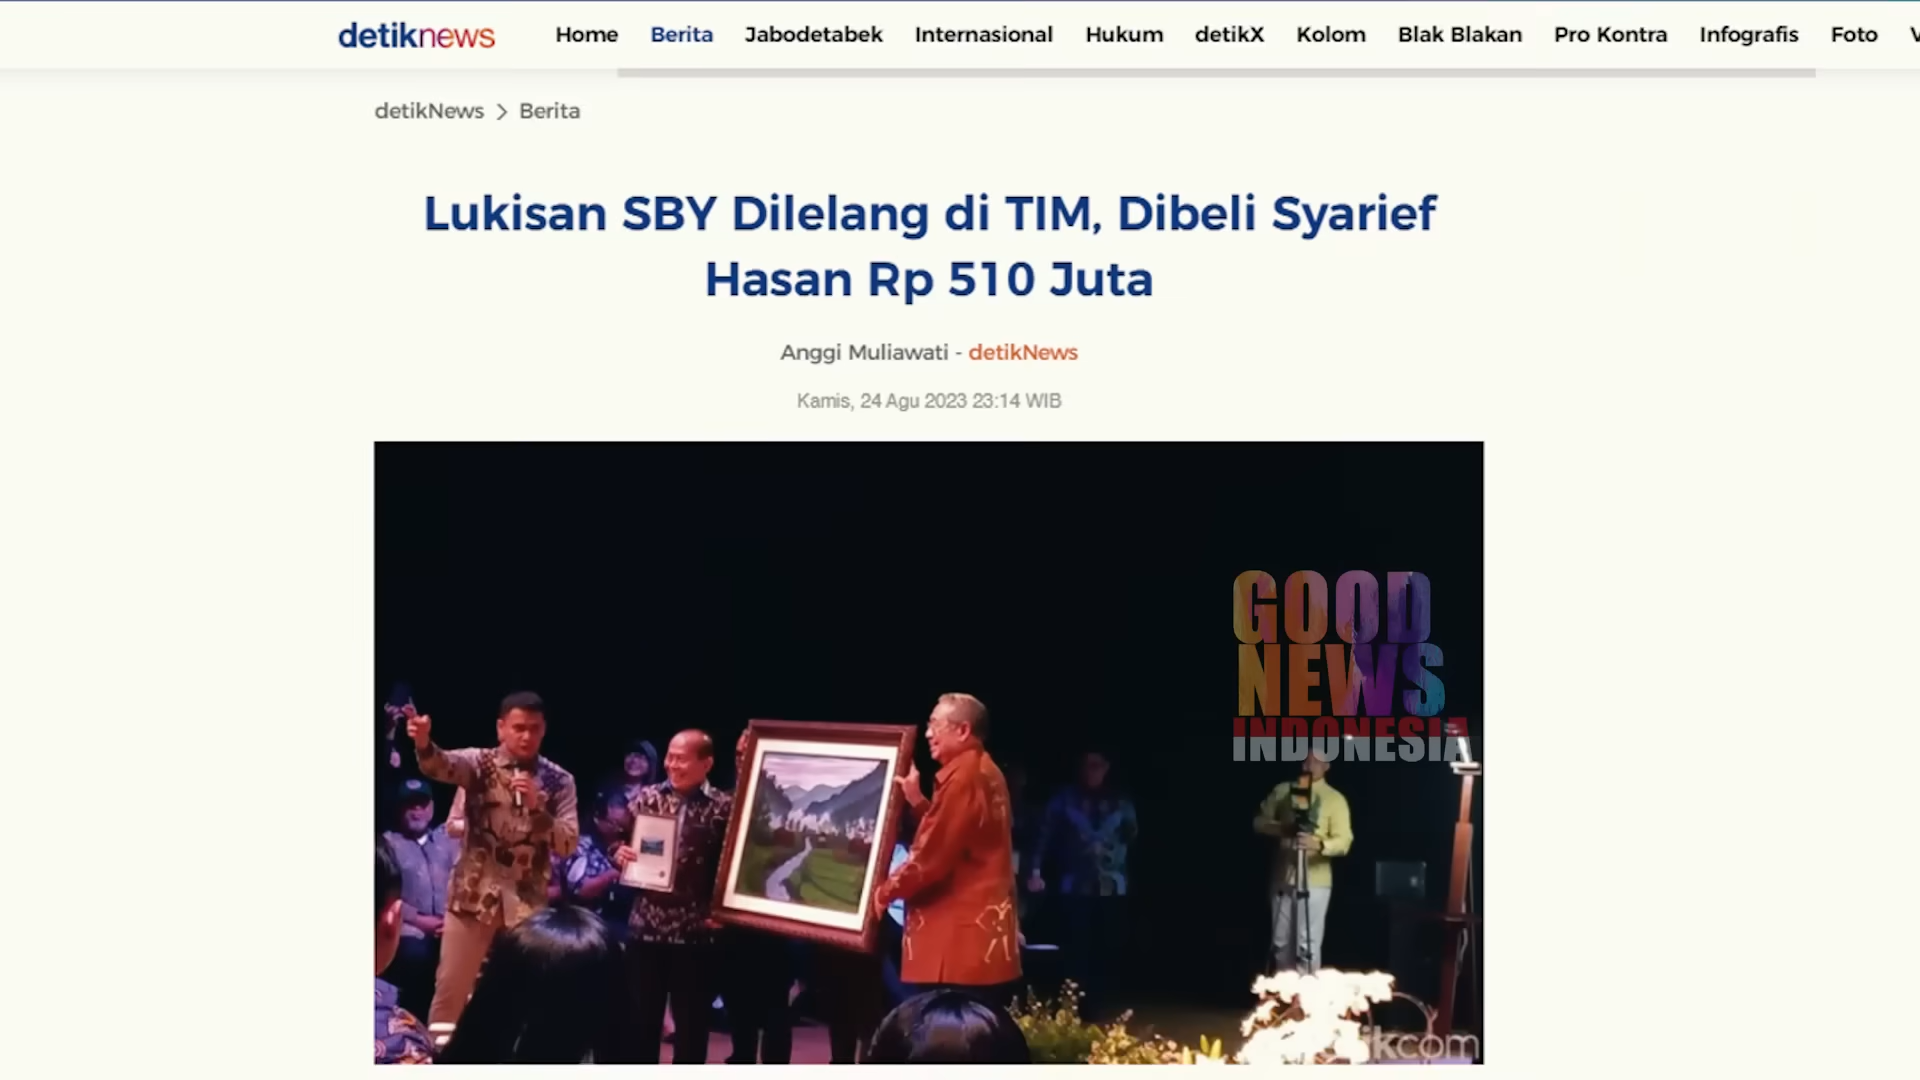 detiknews Home Berita Jabodetabek Internasional Hukum detikX Kolom Blak Blakan Pro Kontra Infografis Foto
detikNews > Berita
Lukisan SBY Dilelang di TIM, Dibeli Syarief
Hasan Rp 510 Juta
Anggi Muliawati - detikNews
Kamis, 24 Agu 2023 23:14 WIB
GOOD
NEWS
INDONESIA